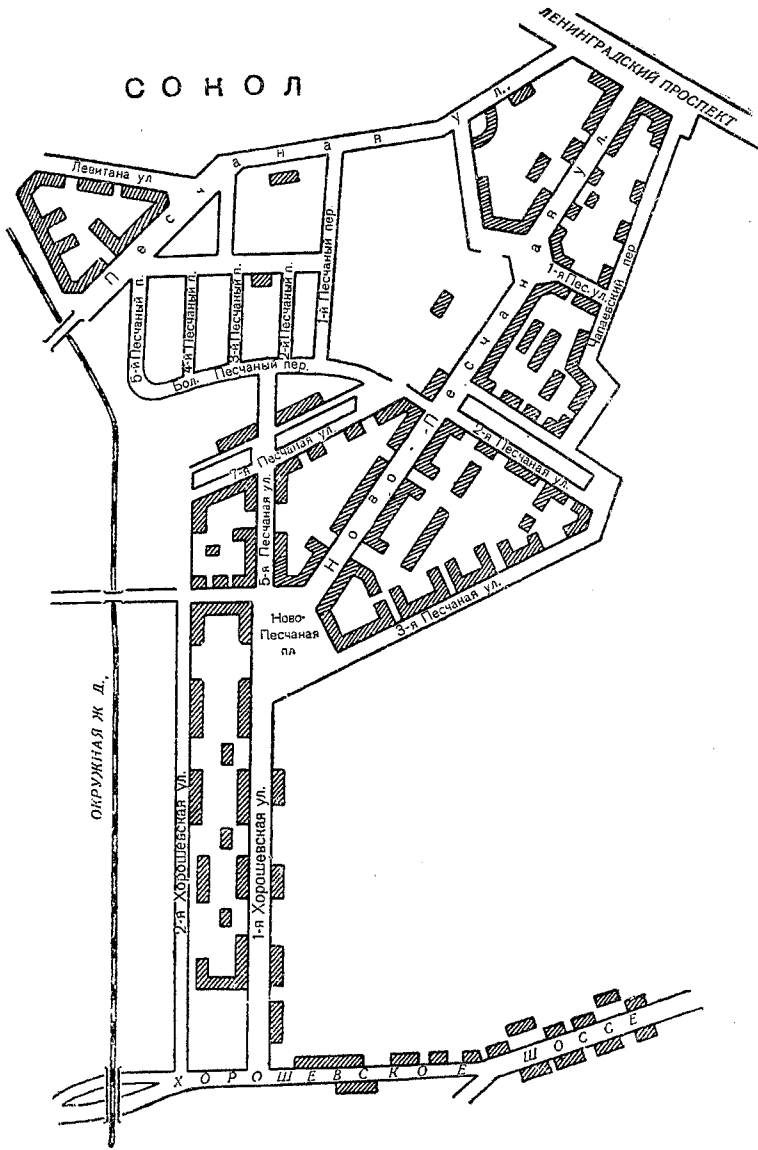 ЛЕНИНГРАДСКИЙ ПРОСПЕКТ
СОКОЛ
Песчаная ул.
Левитана ул
1-й Песчаный пер.
Ново-Песчаная ул.
1-я Пес. ул.
Чапаевский пер
5-й Песчаный п.
4-й Песчаный п.
3-й Песчаный п.
2-й Песчаный п.
Бол. Песчаный пер.
2-я Песчаная ул.
7-я Песчаная ул.
5-я Песчаная ул.
3-я Песчаная ул.
Ново-
Песчаная
пл
ОКРУЖНАЯ Ж Д.,
2-я Хорошевская ул.
1-я Хорошевская ул.
ХОРОШЕВСКОЕ ШОССЕ